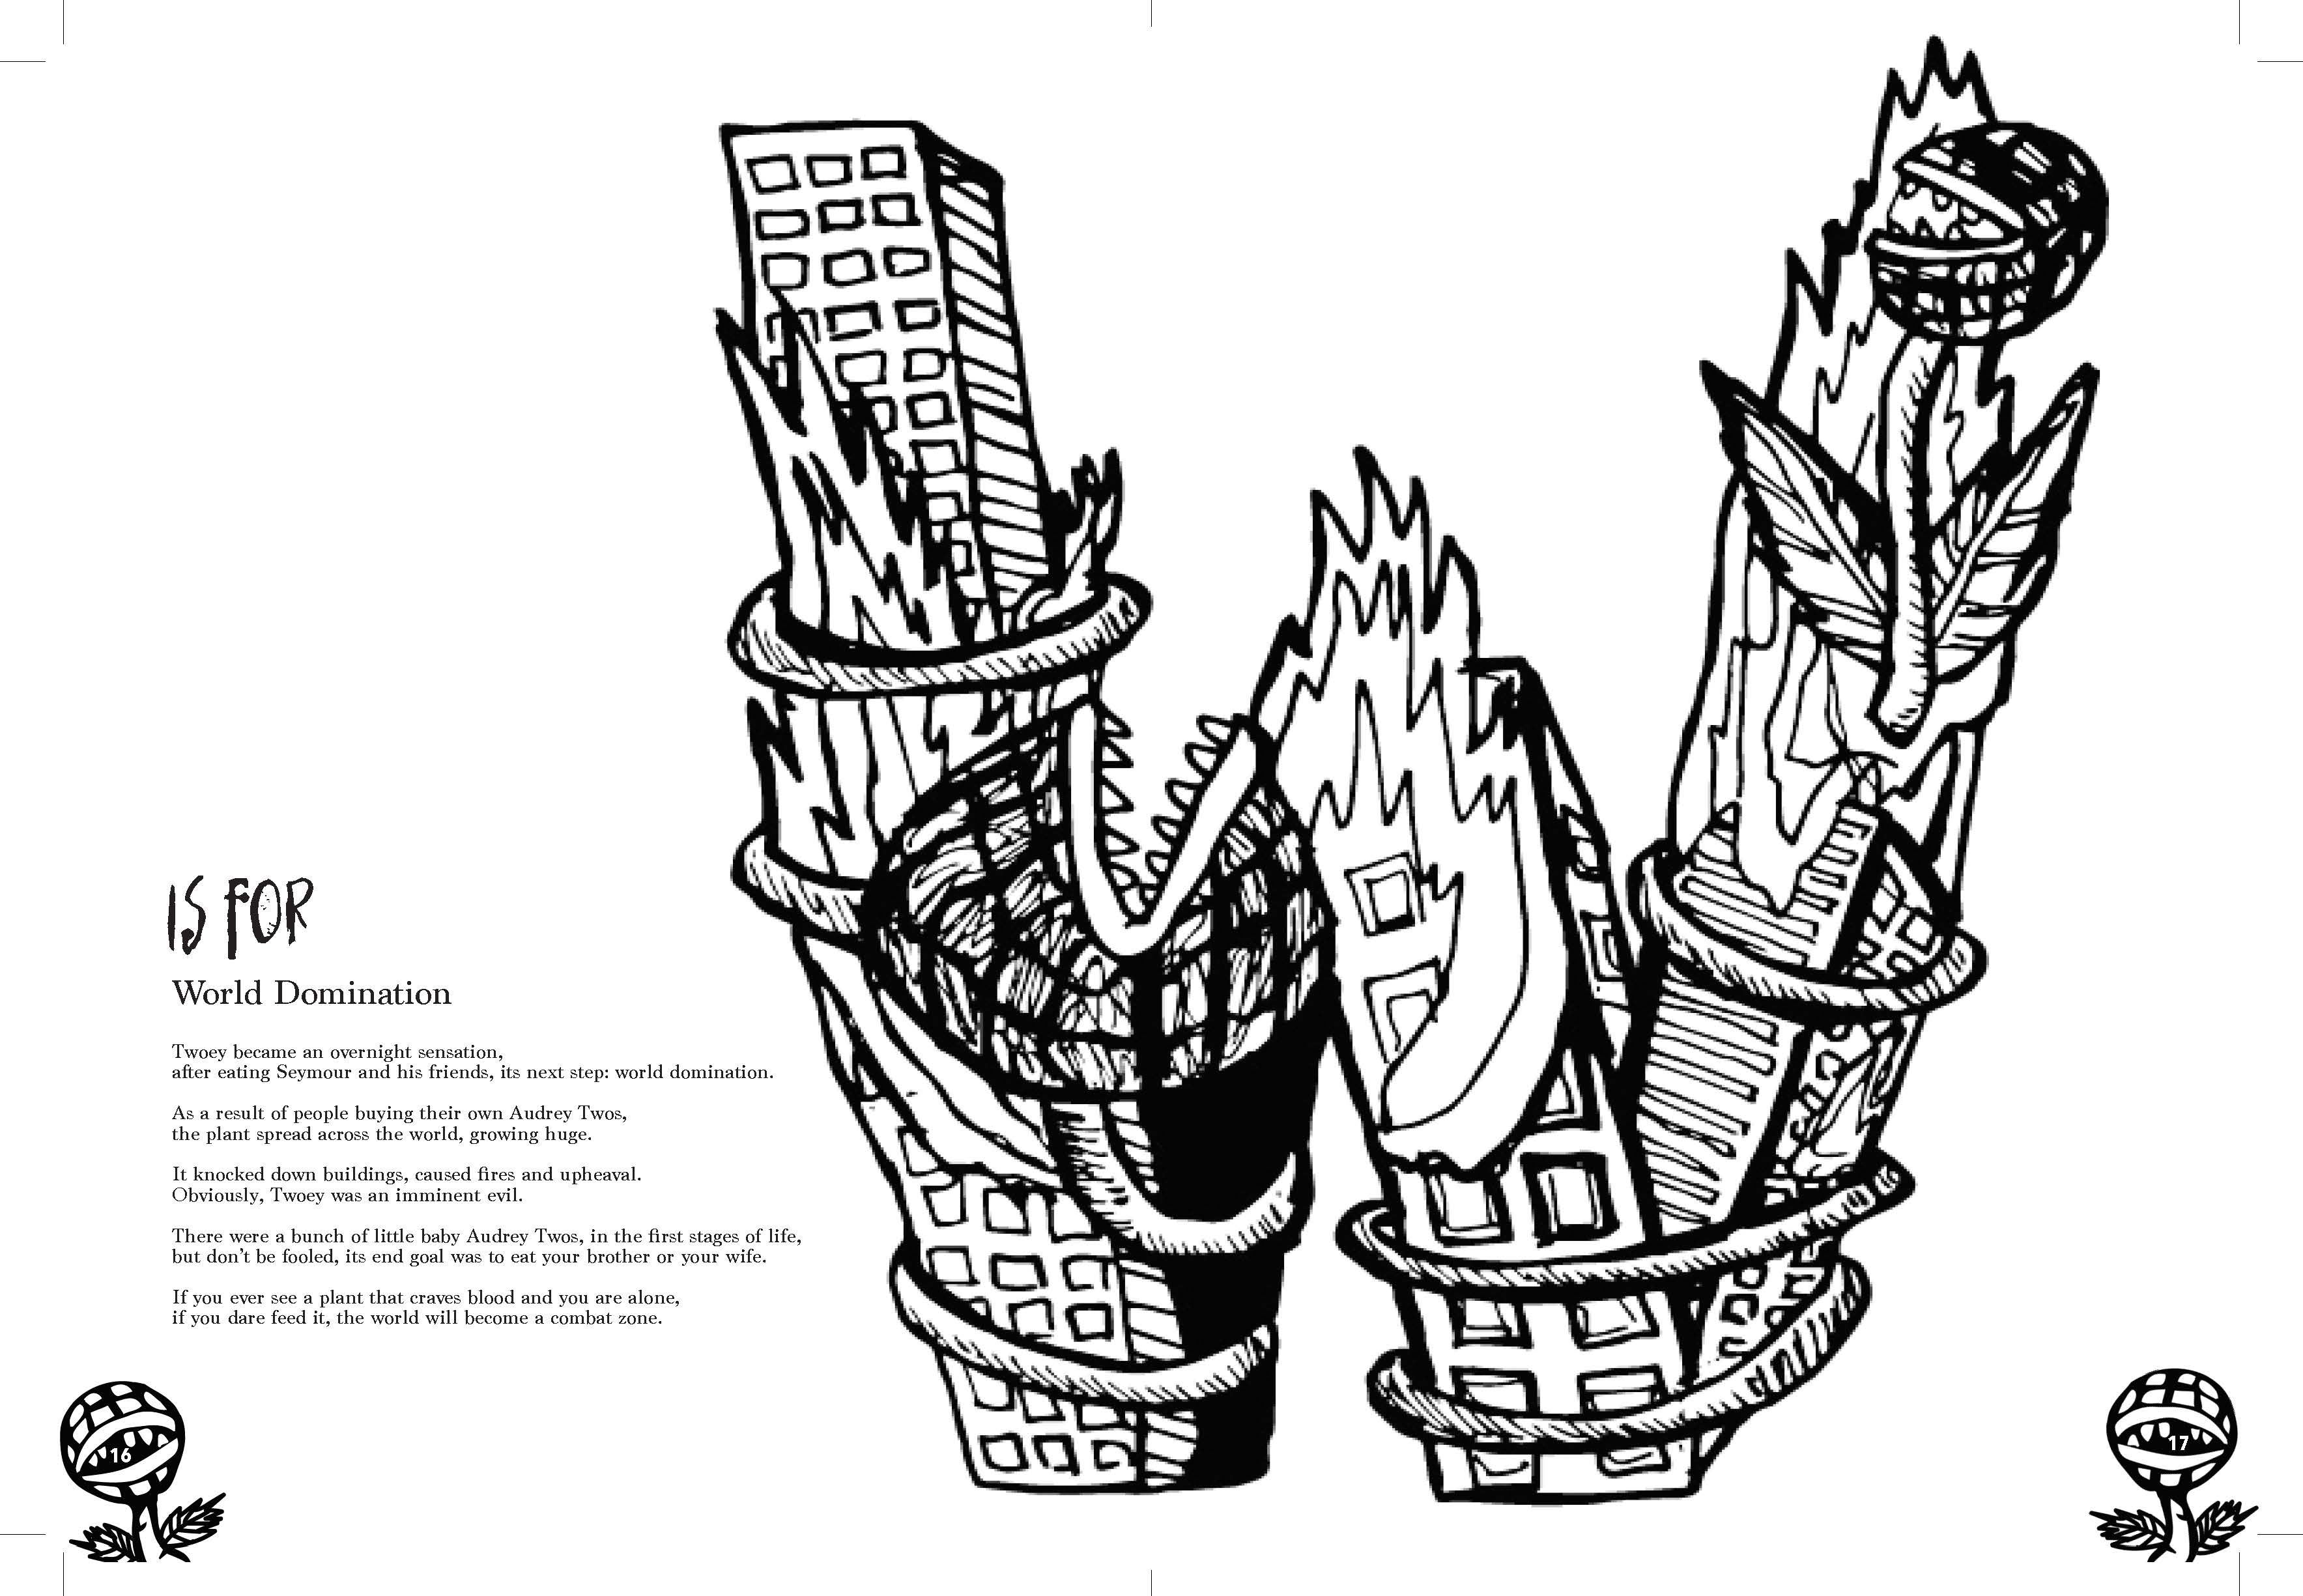 W
IS FOR
World Domination
Twoey became an overnight sensation,
after eating Seymour and his friends, its next step: world domination.
As a result of people buying their own Audrey Twos,
the plant spread across the world, growing huge.
It knocked down buildings, caused fires and upheaval.
Obviously, Twoey was an imminent evil.
There were a bunch of little baby Audrey Twos, in the first stages of life,
but don't be fooled, its end goal was to eat your brother or your wife.
If you ever see a plant that craves blood and you are alone,
if you dare feed it, the world will become a combat zone.
16
17